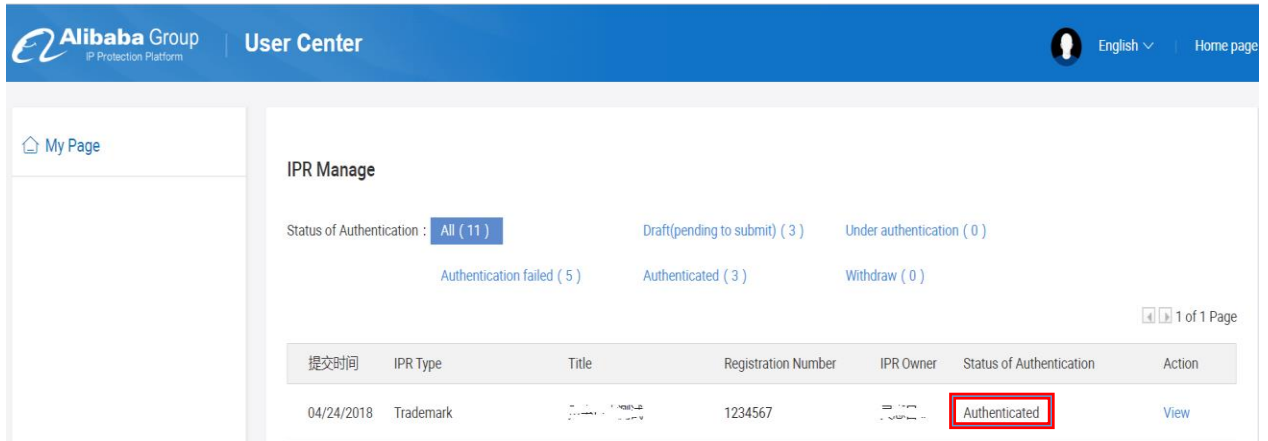 Alibaba Group
IP Protection Platform
User Center
English
Home page
My Page
IPR Manage
Status of Authentication : All ( 11 ) Draft(pending to submit) ( 3 ) Under authentication ( 0 )
Authentication failed ( 5 ) Authenticated ( 3 ) Withdraw ( 0 )
1 of 1 Page
提交时间 IPR Type Title Registration Number IPR Owner Status of Authentication Action
04/24/2018 Trademark 1234567 Authenticated View